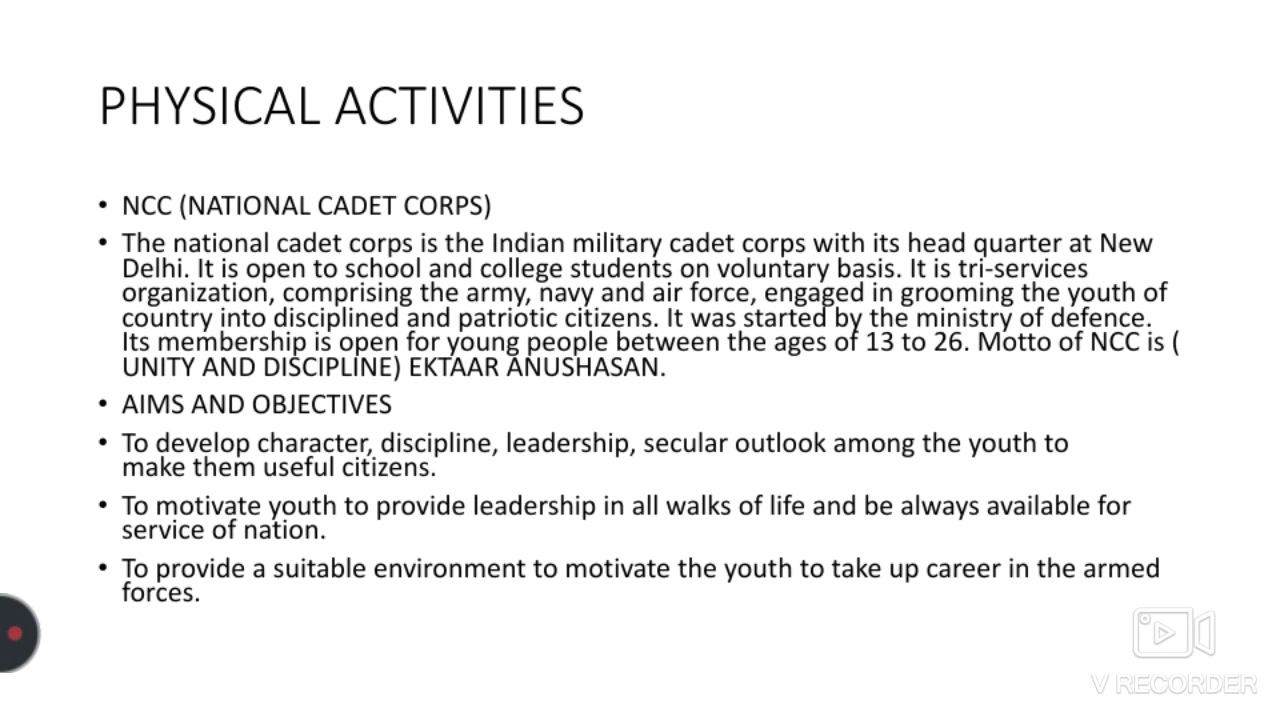 PHYSICAL ACTIVITIES
• NCC (NATIONAL CADET CORPS)
• The national cadet corps is the Indian military cadet corps with its head quarter at New
Delhi. It is open to school and college students on voluntary basis. It is tri-services
organization, comprising the army, navy and air force, engaged in grooming the youth of
country into disciplined and patriotic citizens. It was started by the ministry of defence.
Its membership is open for young people between the ages of 13 to 26. Motto of NCC is (
UNITY AND DISCIPLINE) EKTAAR ANUSHASAN.
• AIMS AND OBJECTIVES
• To develop character, discipline, leadership, secular outlook among the youth to
make them useful citizens.
• To motivate youth to provide leadership in all walks of life and be always available for
service of nation.
• To provide a suitable environment to motivate the youth to take up career in the armed
forces.
V RECORDER